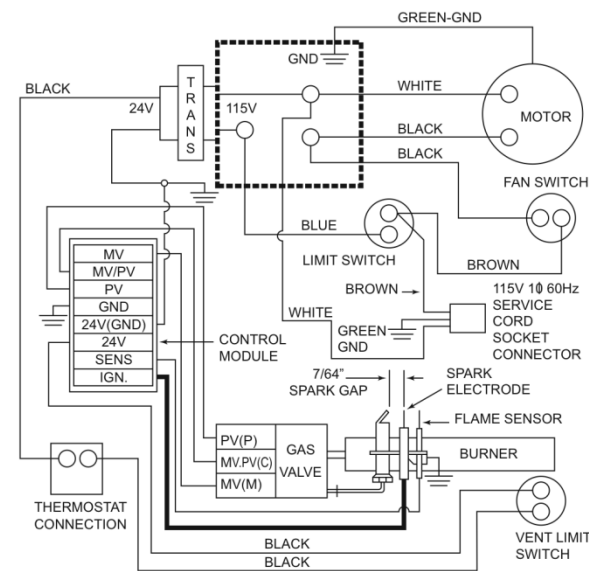 GREEN-GND
GND
BLACK
24V
TRANS
115V
WHITE
MOTOR
BLACK
BLACK
FAN SWITCH
BLUE
LIMIT SWITCH
BROWN
BROWN
115V 1ϕ 60Hz
SERVICE
CORD
SOCKET
CONNECTOR
WHITE
GREEN
GND
MV
MV/PV
PV
GND
24V(GND)
24V
SENS
IGN.
CONTROL
MODULE
7/64"
SPARK GAP
SPARK
ELECTRODE
FLAME SENSOR
PV(P)
MV.PV(C)
MV(M)
GAS
VALVE
BURNER
THERMOSTAT
CONNECTION
BLACK
BLACK
VENT LIMIT
SWITCH